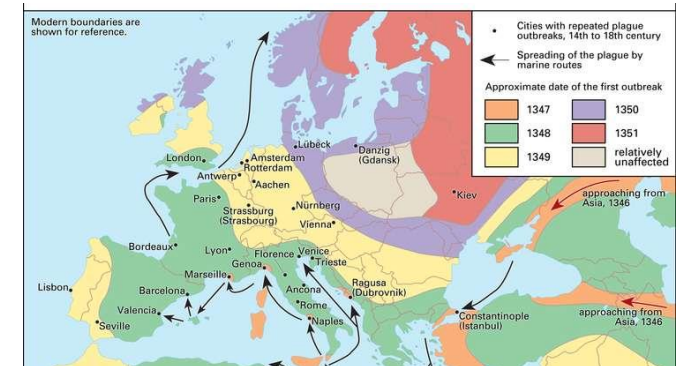 Modern boundaries are
shown for reference.
Cities with repeated plague
outbreaks, 14th to 18th century
Spreading of the plague by
marine routes
Approximate date of the first outbreak
1347
1350
1348
1351
1349
relatively
unaffected
Lübeck
Danzig
(Gdansk)
London
Amsterdam
Rotterdam
Antwerp
Aachen
Kiev
approaching from
Asia, 1346
Paris
Nürnberg
Strassburg
(Strasbourg)
Vienna
Bordeaux
Lyon
Florence
Venice
Trieste
Genoa
Marseille
Lisbon
Barcelona
Ancona
Ragusa
(Dubrovnik)
Valencia
Rome
Seville
Naples
Constantinople
(Istanbul)
approaching from
Asia, 1346